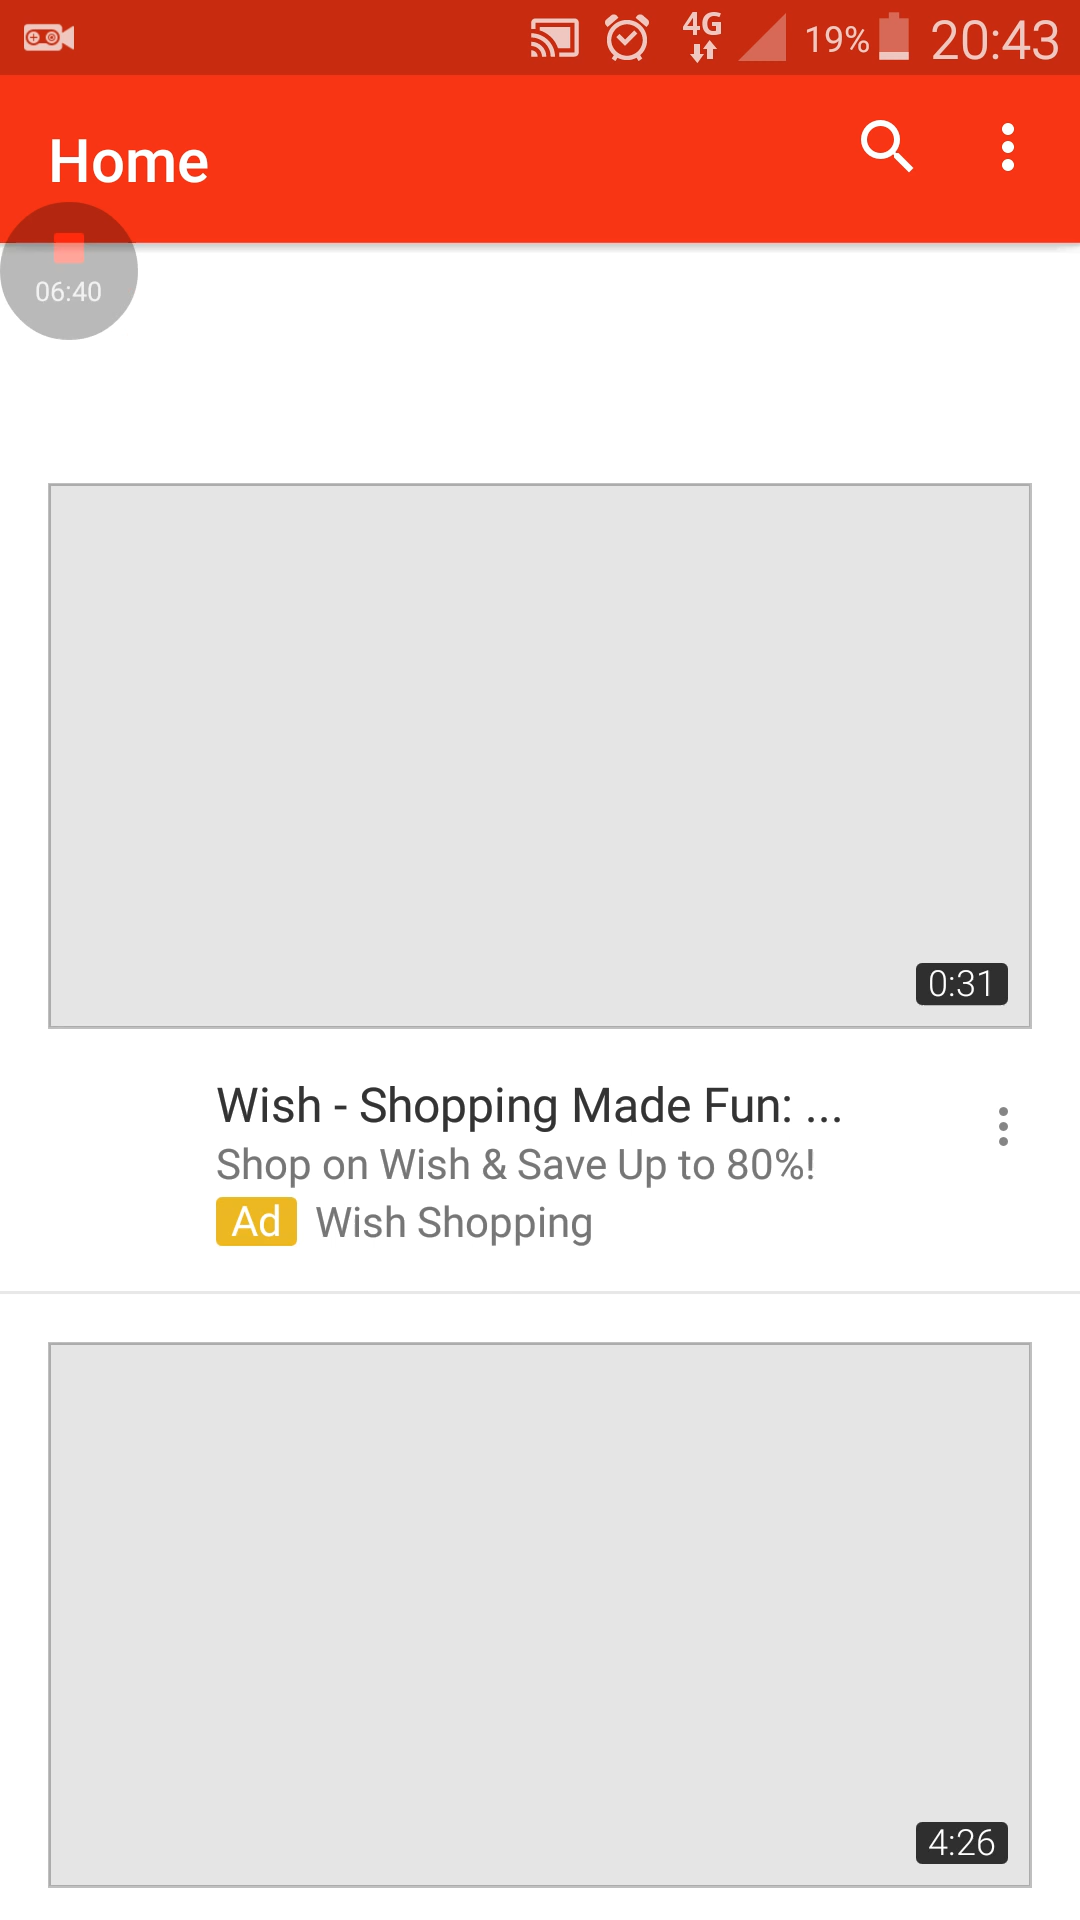 4G 19% 20:43
Home
06:40
0:31
Wish - Shopping Made Fun: ...
Shop on Wish & Save Up to 80%!
Ad Wish Shopping
4:26